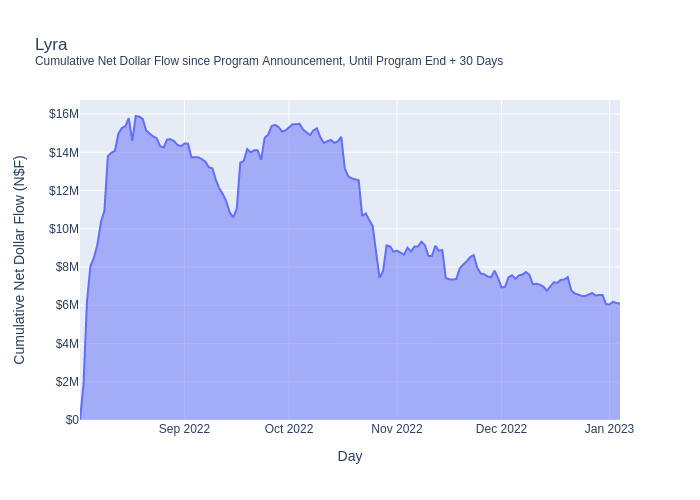 Lyra
Cumulative Net Dollar Flow since Program Announcement, Until Program End + 30 Days
Cumulative Net Dollar Flow (N$F)
$16M
$14M
$12M
$10M
$8M
$6M
$4M
$2M
$0
Sep 2022
Oct 2022
Nov 2022
Dec 2022
Jan 2023
Day